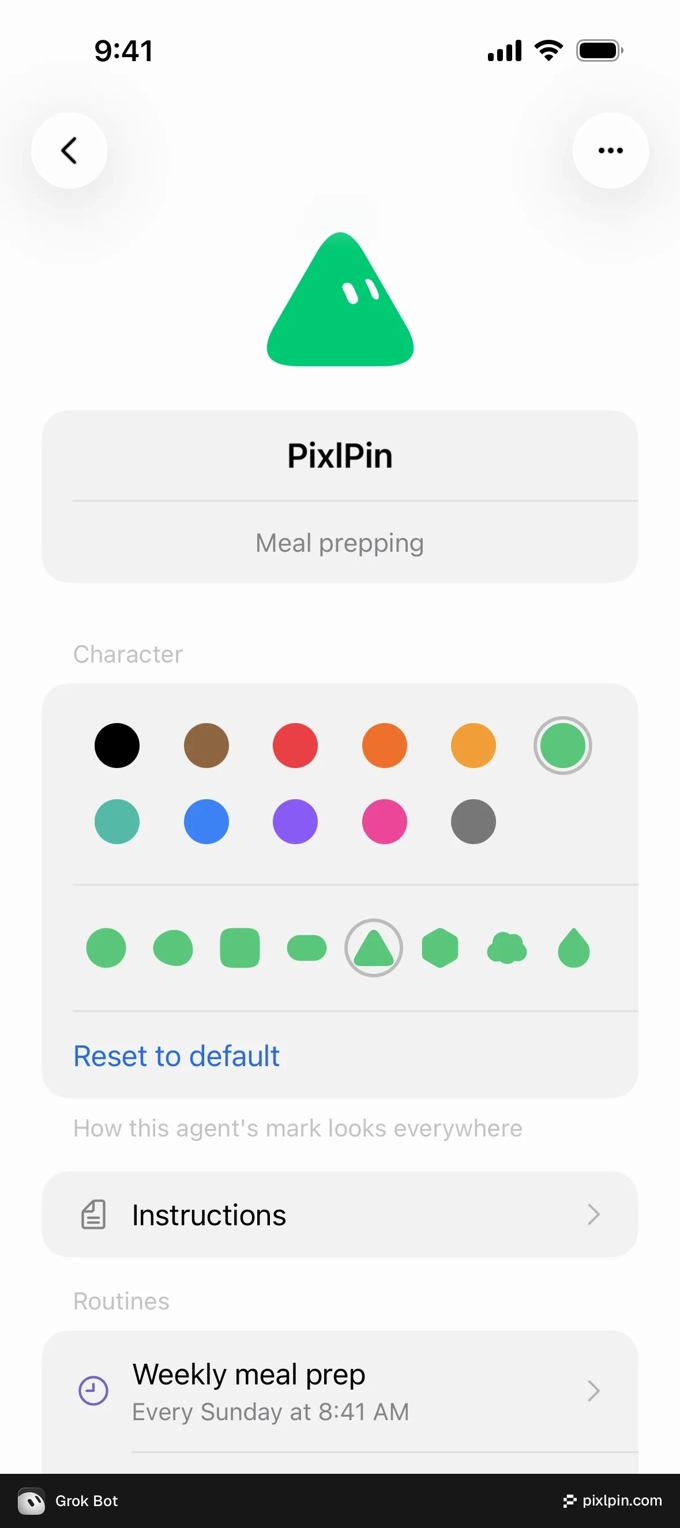 9:41
PixlPin
Meal prepping
Character
Reset to default
How this agent's mark looks everywhere
Instructions
Routines
Weekly meal prep
Every Sunday at 8:41 AM
Grok Bot
pixlpin.com